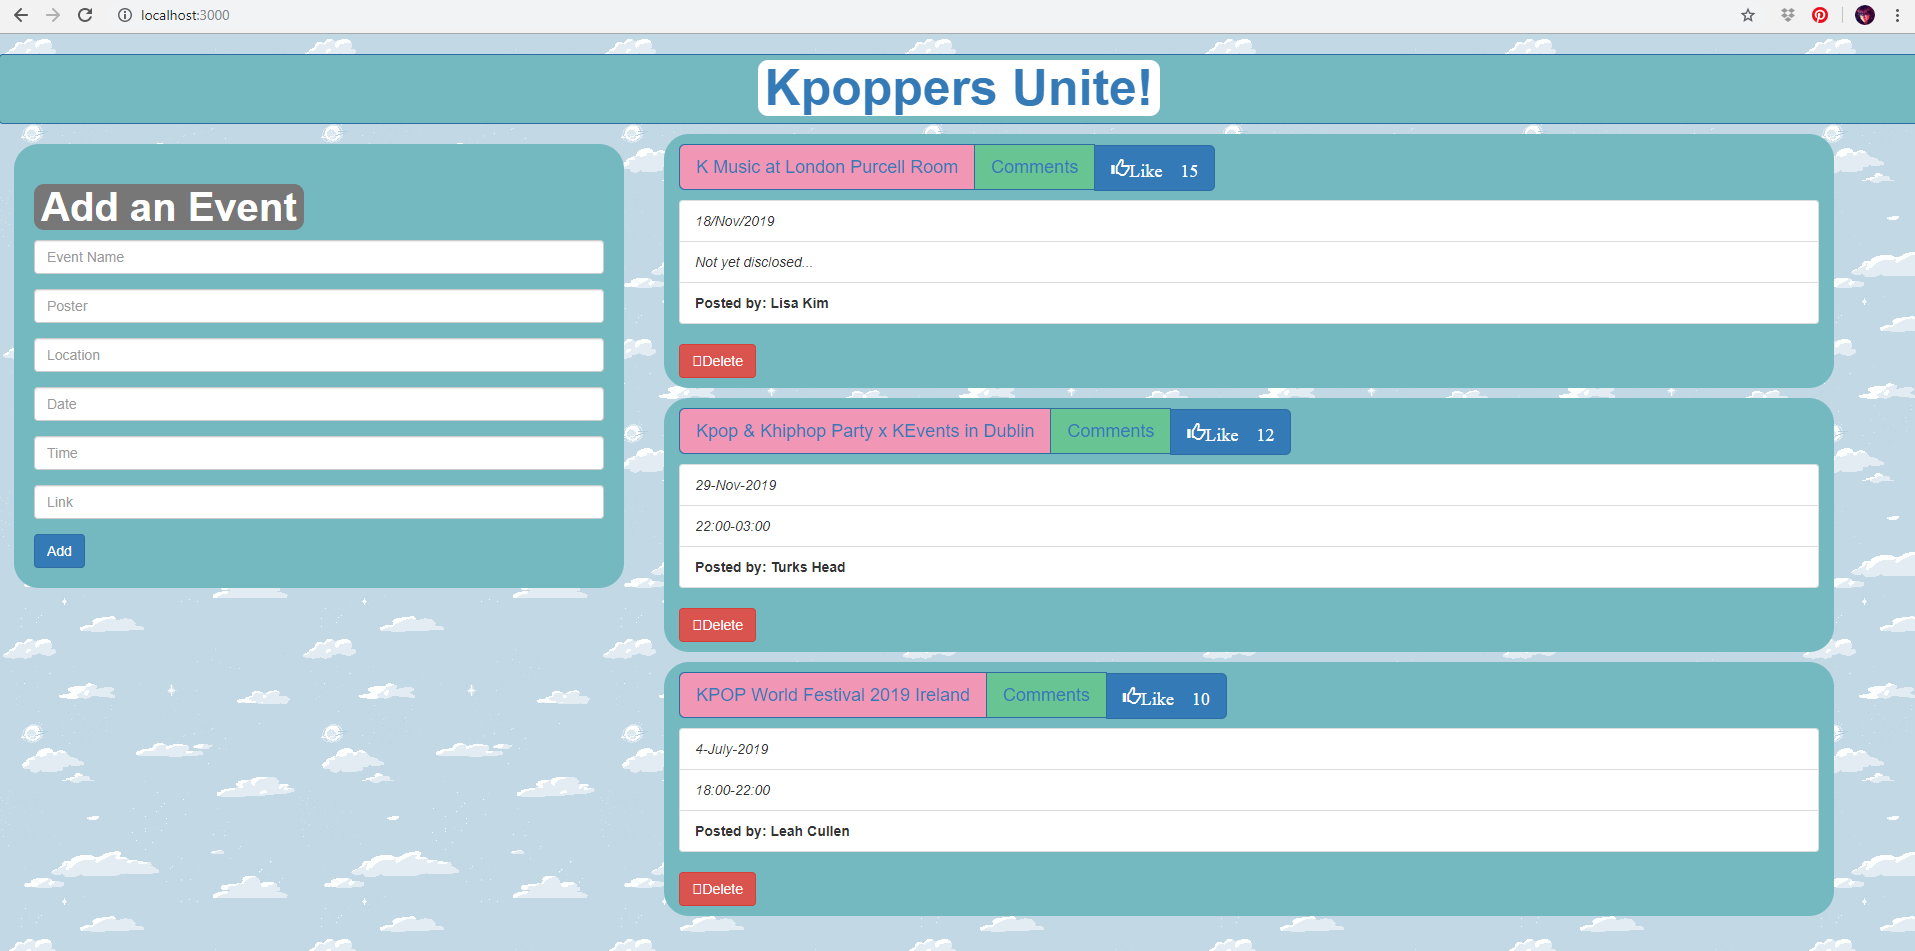 localhost:3000
Kpoppers Unite!
Add an Event
Event Name
Poster
Location
Date
Time
Link
Add
K Music at London Purcell Room Comments Like 15
18/Nov/2019
Not yet disclosed...
Posted by: Lisa Kim
Delete
Kpop & Khiphop Party x KEvents in Dublin Comments Like 12
29-Nov-2019
22:00-03:00
Posted by: Turks Head
Delete
KPOP World Festival 2019 Ireland Comments Like 10
4-July-2019
18:00-22:00
Posted by: Leah Cullen
Delete